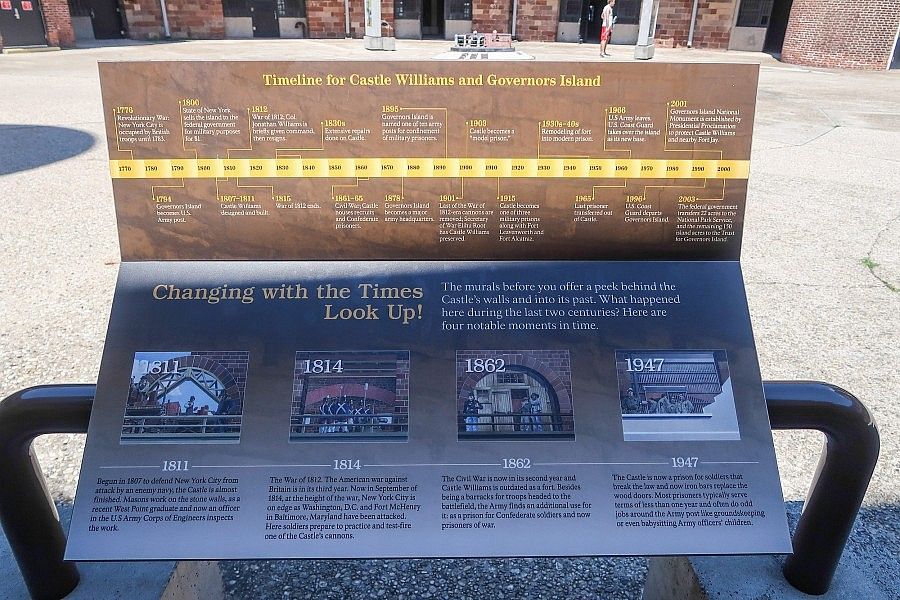 Timeline for Castle Williams and Governors Island
1776
Revolutionary War:
New York City is
occupied by British
troops until 1783.
1800
State of New York
sells the island to the
federal government
for military purposes
for $1.
1812
War of 1812: Col.
Jonathan Williams is
briefly given command,
then resigns.
1830s
Extensive repairs
done on Castle.
1895
Governors Island is
named one of ten army
posts for confinement
of military prisoners.
1903
Castle becomes a
"model prison."
1930s-40s
Remodeling of fort
into modern prison.
1966
US Army leaves,
U.S. Coast Guard
takes over the island
as its new base.
2001
Governors Island National
Monument is established by
Presidential Proclamation
to protect Castle Williams
and nearby Fort Jay.
1770 1780 1790 1800 1810 1820 1830 1840 1850 1860 1870 1880 1890 1900 1910 1920 1930 1940 1950 1960 1970 1980 1990 2000
1794
Governors Island
becomes U.S.
Army post.
1807-1811
Castle Williams
designed and built.
1815
War of 1812 ends.
1861-65
Civil War; Castle
houses recruits
and Confederate
prisoners.
1878
Governors Island
becomes a major
army headquarters.
1901
Last of the War of
1812-era cannons are
removed; Secretary
of War Elihu Root
has Castle Williams
preserved.
1915
Castle becomes
one of three
military prisons
along with Fort
Leavenworth and
Fort Alcatraz.
1965
Last prisoner
transferred out
of Castle.
1996
U.S. Coast
Guard departs
Governors Island.
2003
The federal government
transfers 22 acres to the
National Park Service,
and the remaining 150
island acres to the Trust
for Governors Island.
Changing with the Times
Look Up!
The murals before you offer a peek behind the
Castle's walls and into its past. What happened
here during the last two centuries? Here are
four notable moments in time.
1811
1814
1862
1947
1811
Begun in 1807 to defend New York City from
attack by an enemy navy, the Castle is almost
finished. Masons work on the stone walls, as a
recent West Point graduate and now an officer
in the U.S Army Corps of Engineers inspects
the work.
1814
The War of 1812. The American war against
Britain is in its third year. Now in September of
1814, at the height of the war, New York City is
on edge as Washington, D.C. and Fort McHenry
in Baltimore, Maryland have been attacked.
Here soldiers prepare to practice and test-fire
one of the Castle's cannons.
1862
The Civil War is now in its second year and
Castle Williams is outdated as a fort. Besides
being a barracks for troops headed to the
battlefield, the Army finds an additional use for
it: as a prison for Confederate soldiers and now
prisoners of war.
1947
The Castle is now a prison for soldiers that
break the law and now iron bars replace the
wood doors. Most prisoners typically serve
terms of less than one year and often do odd
jobs around the Army post like groundskeeping
or even babysitting Army officers' children.